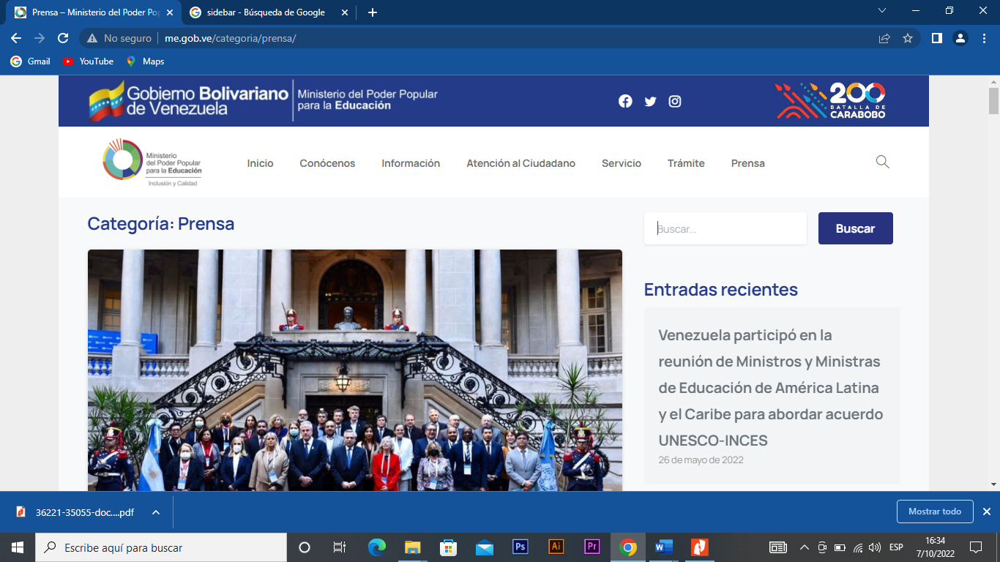 Prensa – Ministerio del Poder Pop
sidebar - Búsqueda de Google
No seguro
me.gob.ve/categoria/prensa/
Gmail
YouTube
Maps
Gobierno Bolivariano
de Venezuela
Ministerio del Poder Popular
para la Educación
200
BATALLA DE
CARABOBO
Ministerio
del Poder Popular
para la Educación
Inclusión y Calidad
Inicio
Conócenos
Información
Atención al Ciudadano
Servicio
Trámite
Prensa
Categoría: Prensa
Buscar...
Buscar
Entradas recientes
Venezuela participó en la
reunión de Ministros y Ministras
de Educación de América Latina
y el Caribe para abordar acuerdo
UNESCO-INCES
26 de mayo de 2022
36221-35055-doc....pdf
Mostrar todo
Escribe aquí para buscar
Ps
Ai
Pr
ESP
16:34
7/10/2022